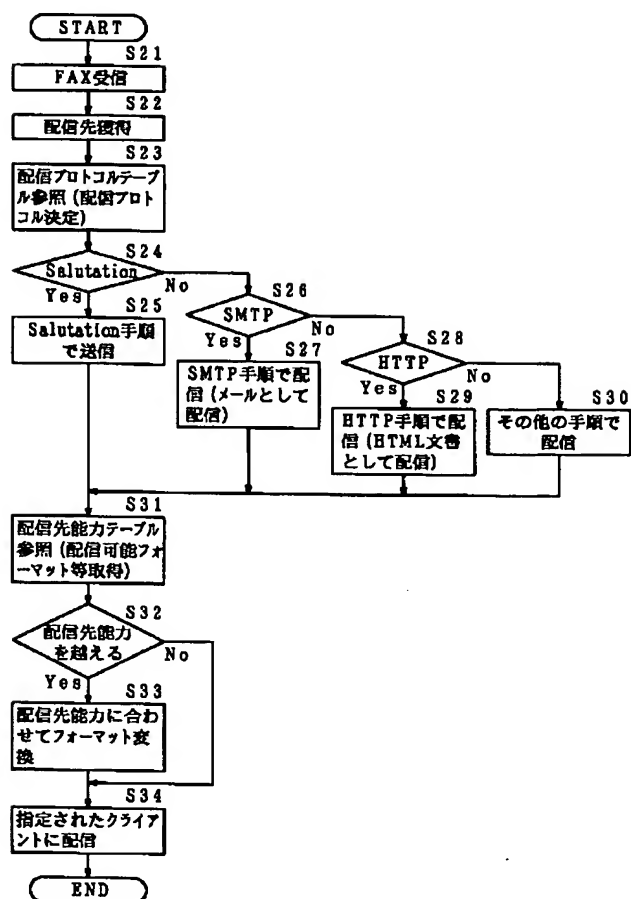 START
S21
FAX受信
S22
配信先獲得
S23
配信プロトコルテーブ
ル参照(配信プロト
コル決定)
S24
Salutation
Yes
No
S25
Salutation手順
で送信
S26
SMTP
Yes
No
S27
SMTP手順で配
信(メールとして
配信)
S28
HTTP
Yes
No
S29
HTTP手順で配
信(HTML文書
として配信)
S30
その他の手順で
配信
S31
配信先能力テーブル
参照(配信可能フォ
ーマット等取得)
S32
配信先能力
を越える
Yes
No
S33
配信先能力に合わ
せてフォーマット変
換
S34
指定されたクライア
ントに配信
END